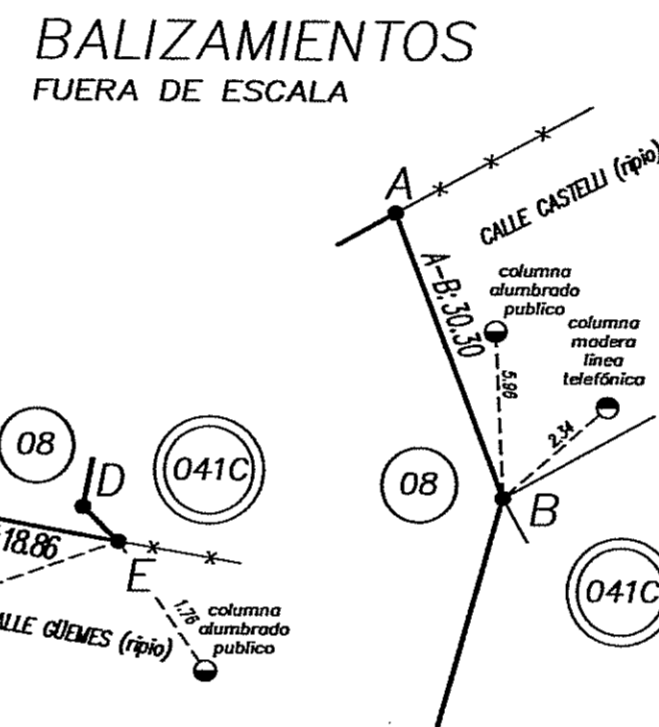 BALIZAMIENTOS
FUERA DE ESCALA
A
CALLE CASTELLI (ripio)
A-B: 30.30
columna
alumbrado
publico
columna
madera
linea
telefónica
5.86
2.34
08
041C
D
08
B
18.86
E
041C
ALLE GÜEMES (ripio)
1.76
columna
alumbrado
publico